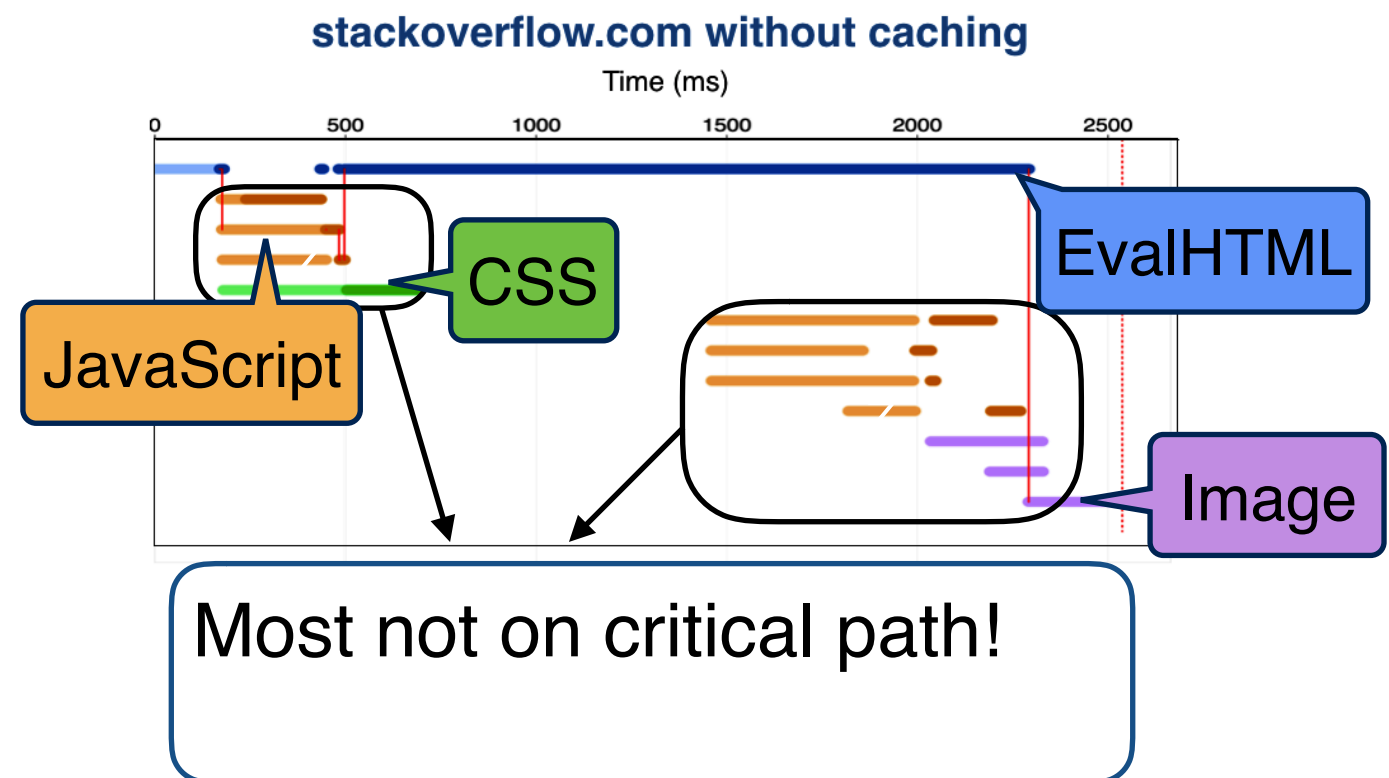 stackoverflow.com without caching
Time (ms)
0 500 1000 1500 2000 2500
EvalHTML
CSS
JavaScript
Image
Most not on critical path!